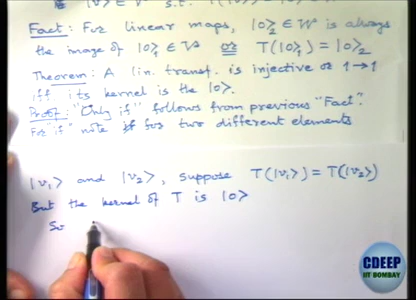 |v⟩ ∈ V s.t.
Fact: For linear maps, |0⟩₂ ∈ W is always
the image of |0⟩₁ ∈ V or T(|0⟩₁) = |0⟩₂
Theorem: A lin. transf. is injective or 1→1
iff its kernel is the |0⟩.
Proof: "Only if" follows from previous "Fact".
For "if" note if for two different elements
|v₁⟩ and |v₂⟩, suppose T(|v₁⟩) = T(|v₂⟩)
But the kernel of T is |0⟩
So
CDEEP
IIT BOMBAY